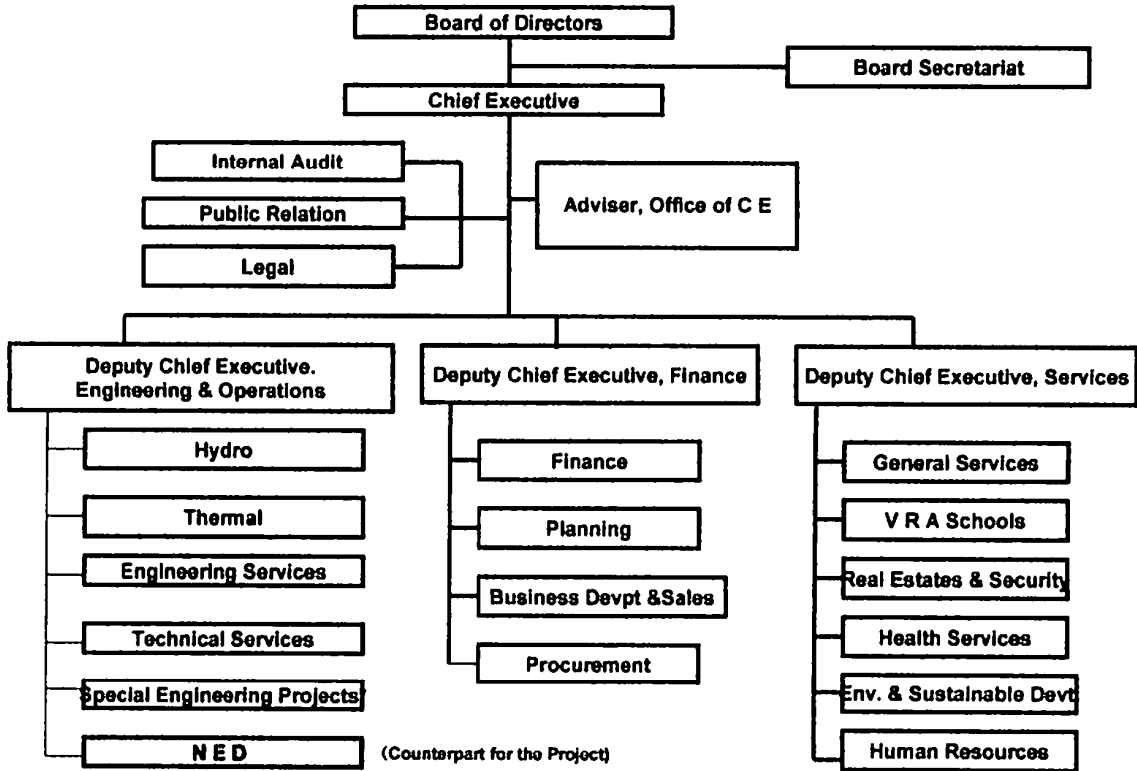 Board of Directors
Board Secretariat
Chief Executive
Internal Audit
Public Relation
Legal
Adviser, Office of C E
Deputy Chief Executive.
Engineering & Operations
Hydro
Thermal
Engineering Services
Technical Services
Special Engineering Projects
N E D
(Counterpart for the Project)
Deputy Chief Executive, Finance
Finance
Planning
Business Devpt &Sales
Procurement
Deputy Chief Executive, Services
General Services
V R A Schools
Real Estates & Security
Health Services
Env. & Sustainable Devt
Human Resources